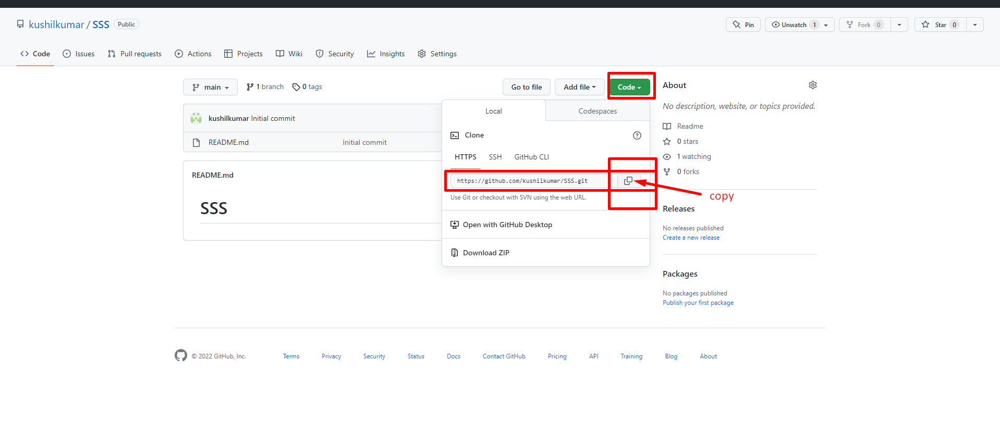 kushilkumar / SSS Public
Pin Unwatch 1 Fork 0 Star 0
Code Issues Pull requests Actions Projects Wiki Security Insights Settings
main 1 branch 0 tags Go to file Add file Code
kushilkumar Initial commit
README.md Initial commit
README.md
SSS
Local Codespaces
Clone
HTTPS SSH GitHub CLI
https://github.com/kushilkumar/SSS.git
copy
Use Git or checkout with SVN using the web URL.
Open with GitHub Desktop
Download ZIP
About
No description, website, or topics provided.
Readme
0 stars
1 watching
0 forks
Releases
No releases published
Create a new release
Packages
No packages published
Publish your first package
© 2022 GitHub, Inc. Terms Privacy Security Status Docs Contact GitHub Pricing API Training Blog About